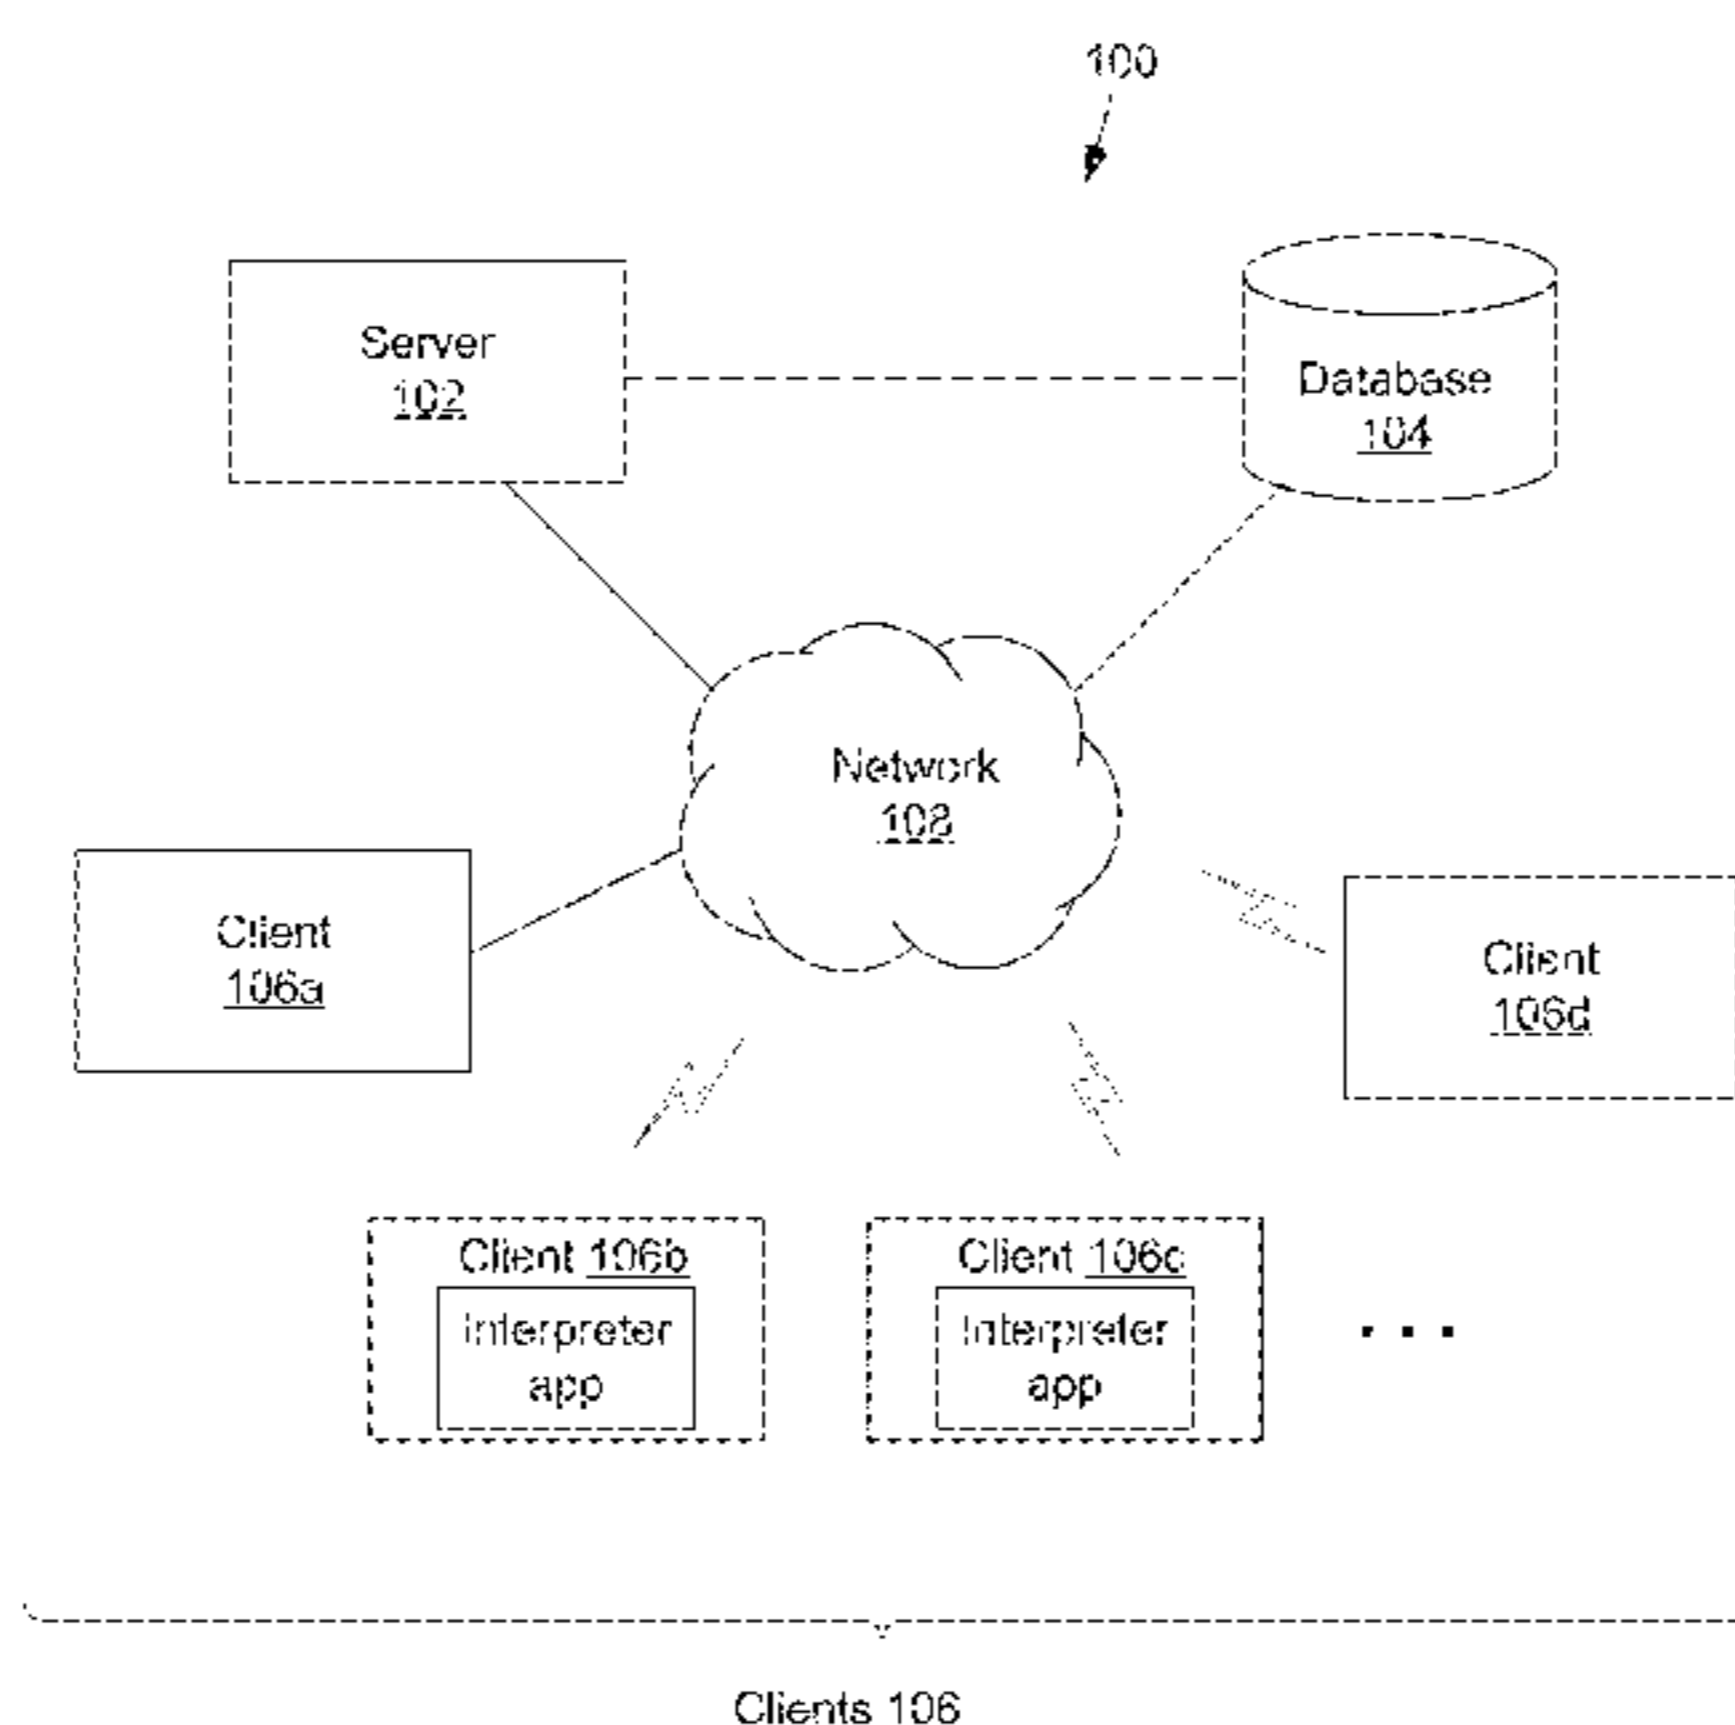 100
Server
102
Database
104
Network
108
Client
106a
Client
106d
Client 106b
Interpreter
app
Client 106c
Interpreter
app
...
Clients 106